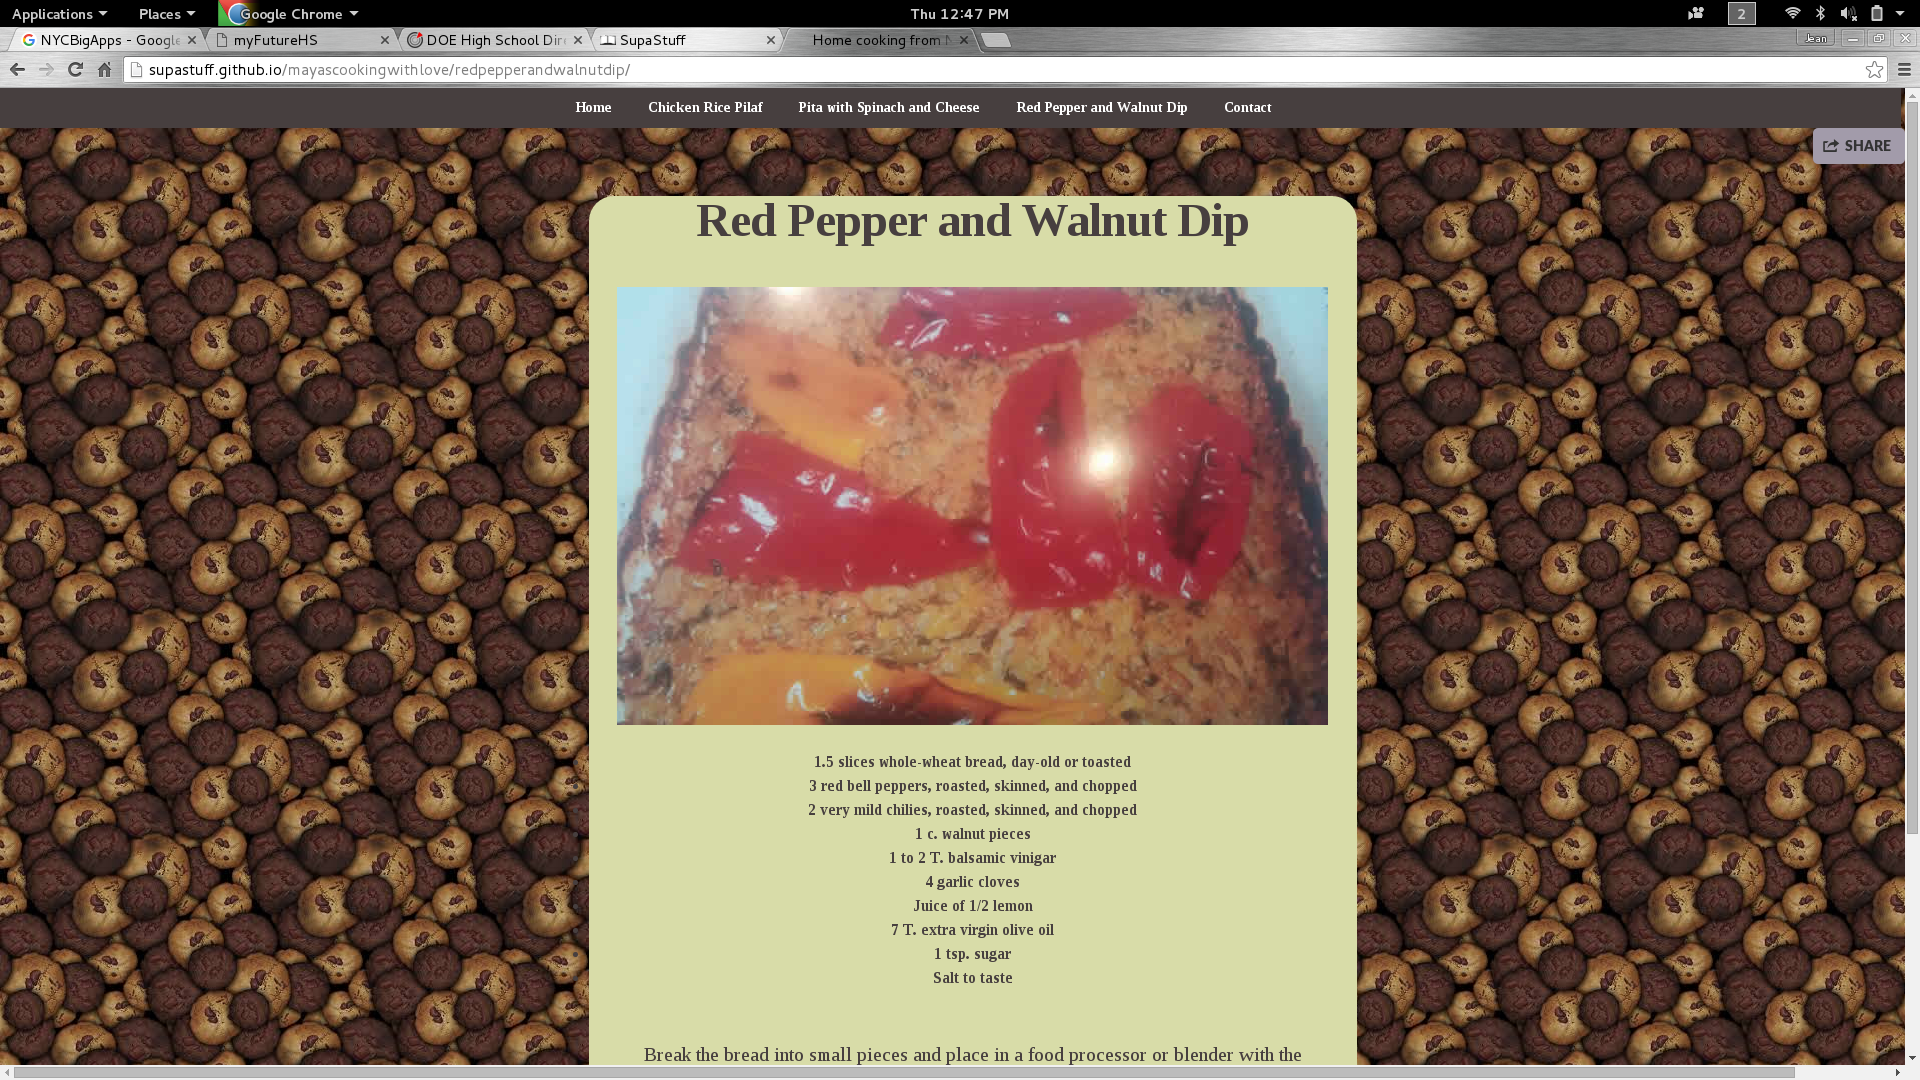 Applications Places Google Chrome Thu 12:47 PM 2
NYCBigApps - Google myFutureHS DOE High School Dire SupaStuff Home cooking from Jean
supastuff.github.io/mayascookingwithlove/redpepperandwalnutdip/
Home Chicken Rice Pilaf Pita with Spinach and Cheese Red Pepper and Walnut Dip Contact
SHARE
Red Pepper and Walnut Dip
1.5 slices whole-wheat bread, day-old or toasted
3 red bell peppers, roasted, skinned, and chopped
2 very mild chilies, roasted, skinned, and chopped
1 c. walnut pieces
1 to 2 T. balsamic vinigar
4 garlic cloves
Juice of 1/2 lemon
7 T. extra virgin olive oil
1 tsp. sugar
Salt to taste
Break the bread into small pieces and place in a food processor or blender with the